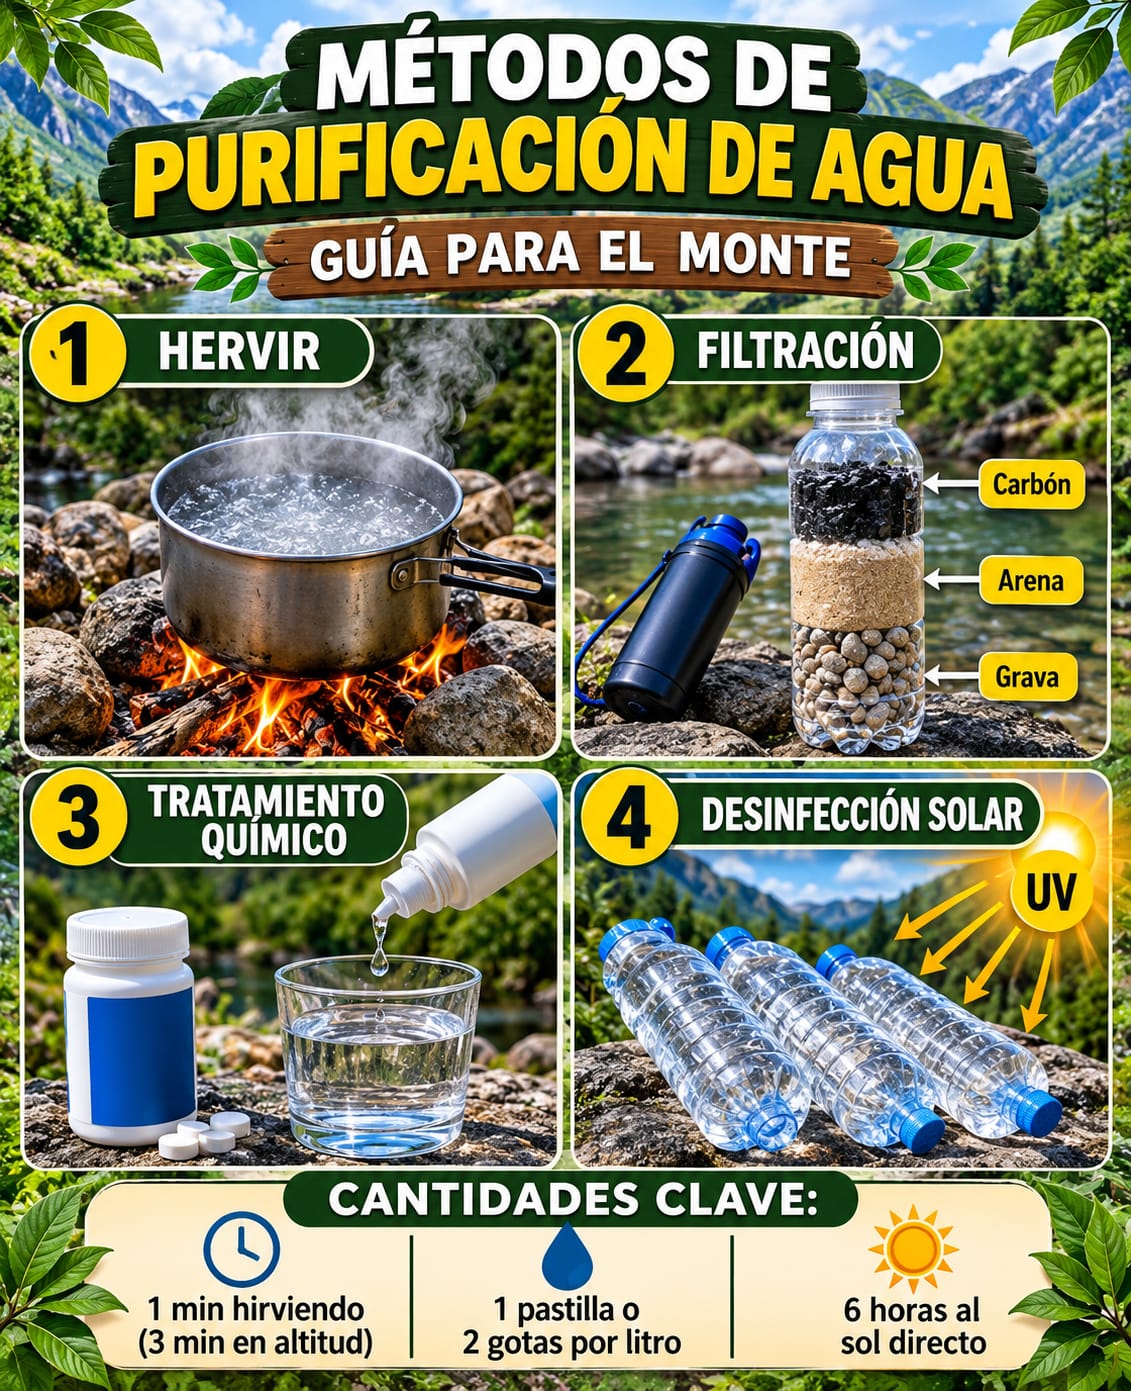 MÉTODOS DE
PURIFICACIÓN DE AGUA
GUÍA PARA EL MONTE
1 HERVIR
2 FILTRACIÓN
Carbón
Arena
Grava
3 TRATAMIENTO
QUÍMICO
4 DESINFECCIÓN SOLAR
UV
CANTIDADES CLAVE:
1 min hirviendo
(3 min en altitud)
1 pastilla o
2 gotas por litro
6 horas al
sol directo